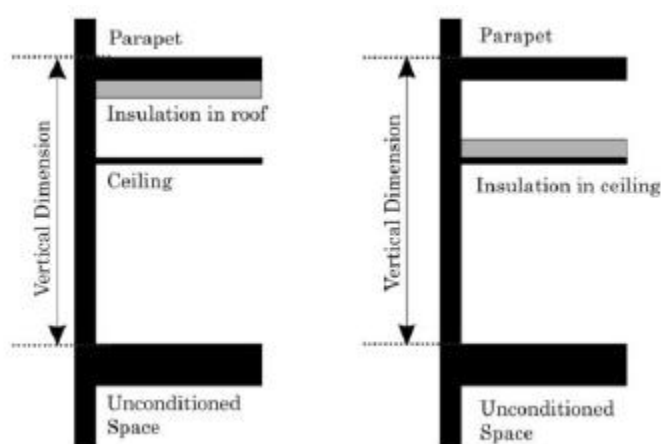 Parapet
Insulation in roof
Ceiling
Vertical Dimension
Unconditioned
Space
Parapet
Insulation in ceiling
Vertical Dimension
Unconditioned
Space